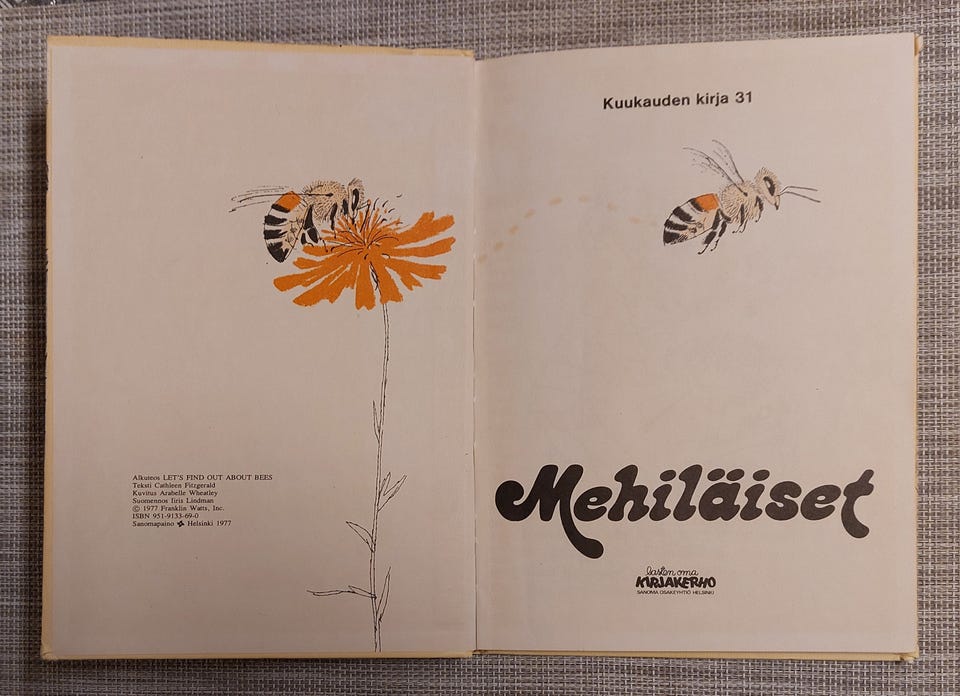 Alkuteos LET'S FIND OUT ABOUT BEES
Teksti Cathleen Fitzgerald
Kuvitus Arabelle Wheatley
Suomennos Iiris Lindman
© 1977 Franklin Watts, Inc.
ISBN 951-9133-69-0
Sanomapaino Helsinki 1977
Kuukauden kirja 31
Mehiläiset
lasten oma
KIRJAKERHO
SANOMA OSAKEYHTIÖ HELSINKI